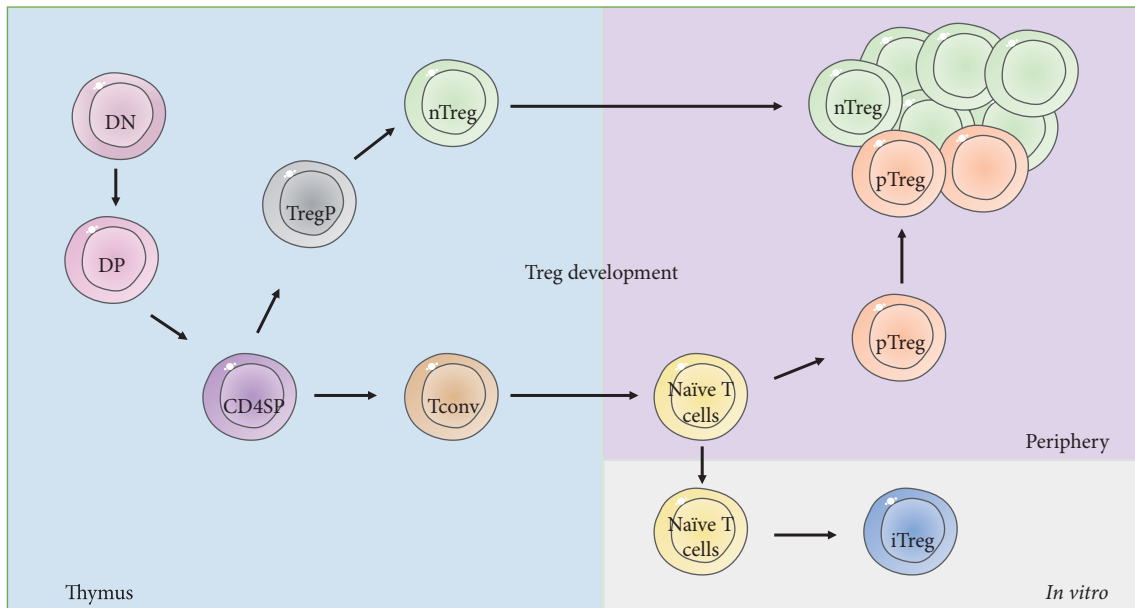 DN
DP
CD4SP
TregP
nTreg
Tconv
Treg development
Thymus
nTreg
pTreg
pTreg
Naïve T
cells
Periphery
Naïve T
cells
iTreg
In vitro